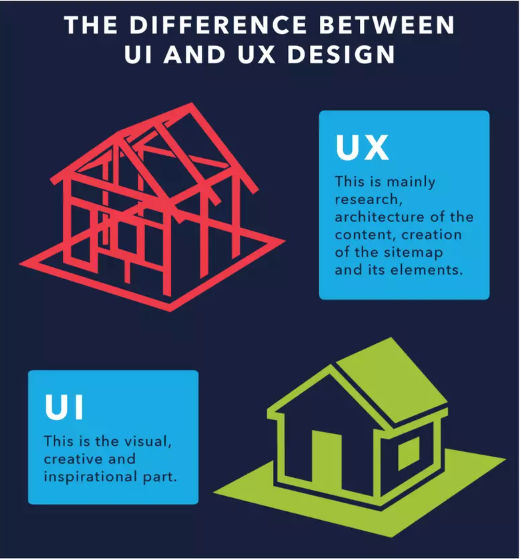 THE DIFFERENCE BETWEEN
UI AND UX DESIGN
UX
This is mainly
research,
architecture of the
content, creation
of the sitemap
and its elements.
UI
This is the visual,
creative and
inspirational part.